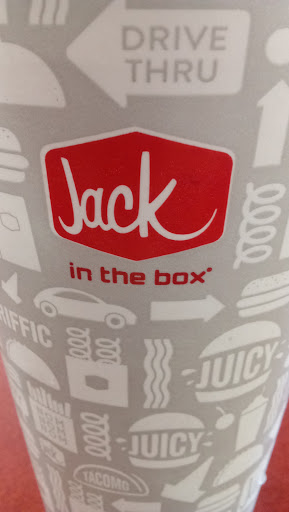 DRIVE
THRU
Jack
in the box®
RIFFIC
JUICY
JUICY
TACOMG